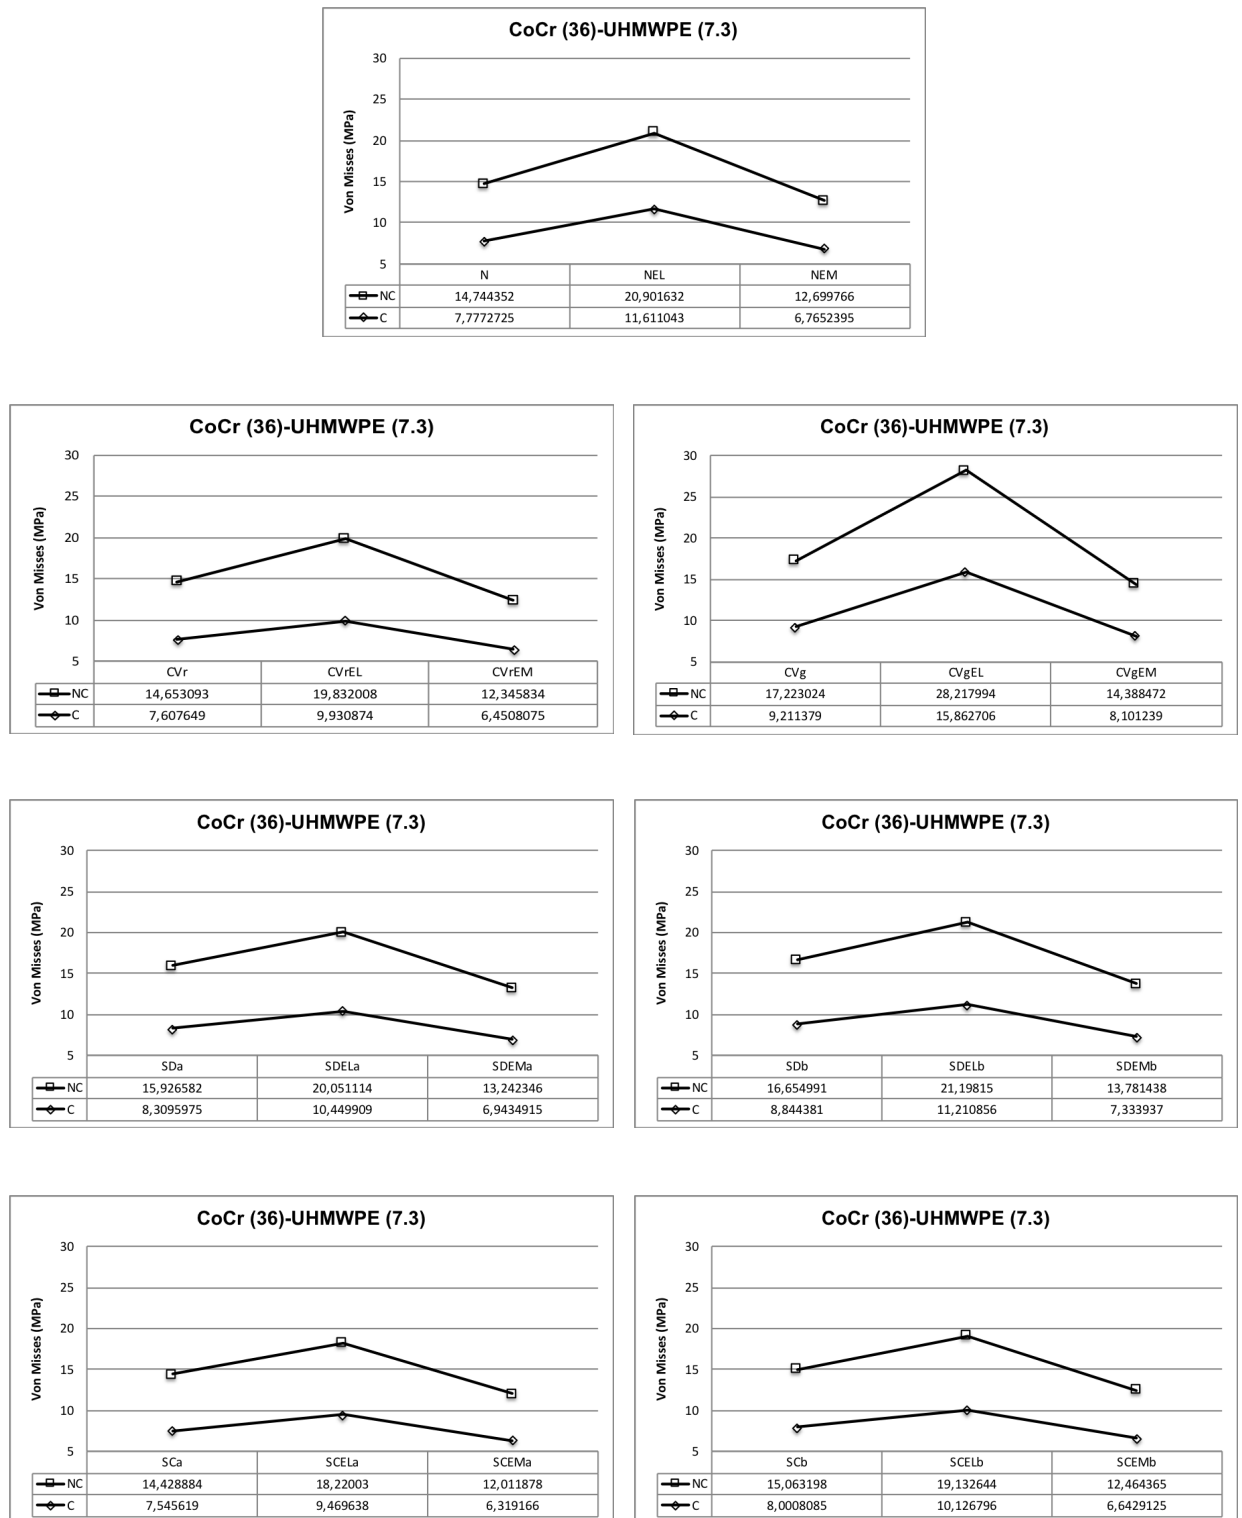 CoCr (36)-UHMWPE (7.3)
Von Misses (MPa)
30
25
20
15
10
5
N NEL NEM
NC 14,744352 20,901632 12,699766
C 7,7772725 11,611043 6,7652395
CoCr (36)-UHMWPE (7.3)
Von Misses (MPa)
30
25
20
15
10
5
CVr CVrEL CVrEM
NC 14,653093 19,832008 12,345834
C 7,607649 9,930874 6,4508075
CoCr (36)-UHMWPE (7.3)
Von Misses (MPa)
30
25
20
15
10
5
CVg CVgEL CVgEM
NC 17,223024 28,217994 14,388472
C 9,211379 15,862706 8,101239
CoCr (36)-UHMWPE (7.3)
Von Misses (MPa)
30
25
20
15
10
5
SDa SDELa SDEMa
NC 15,926582 20,051114 13,242346
C 8,3095975 10,449909 6,9434915
CoCr (36)-UHMWPE (7.3)
Von Misses (MPa)
30
25
20
15
10
5
SDb SDELb SDEMb
NC 16,654991 21,19815 13,781438
C 8,844381 11,210856 7,333937
CoCr (36)-UHMWPE (7.3)
Von Misses (MPa)
30
25
20
15
10
5
SCa SCELa SCEMa
NC 14,428884 18,22003 12,011878
C 7,545619 9,469638 6,319166
CoCr (36)-UHMWPE (7.3)
Von Misses (MPa)
30
25
20
15
10
5
SCb SCELb SCEMb
NC 15,063198 19,132644 12,464365
C 8,0008085 10,126796 6,6429125